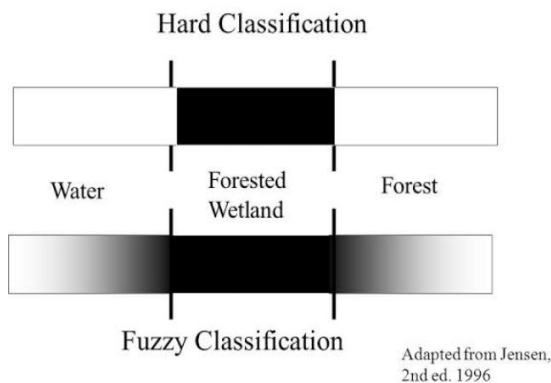 Hard Classification
Water
Forested
Wetland
Forest
Fuzzy Classification
Adapted from Jensen,
2nd ed. 1996